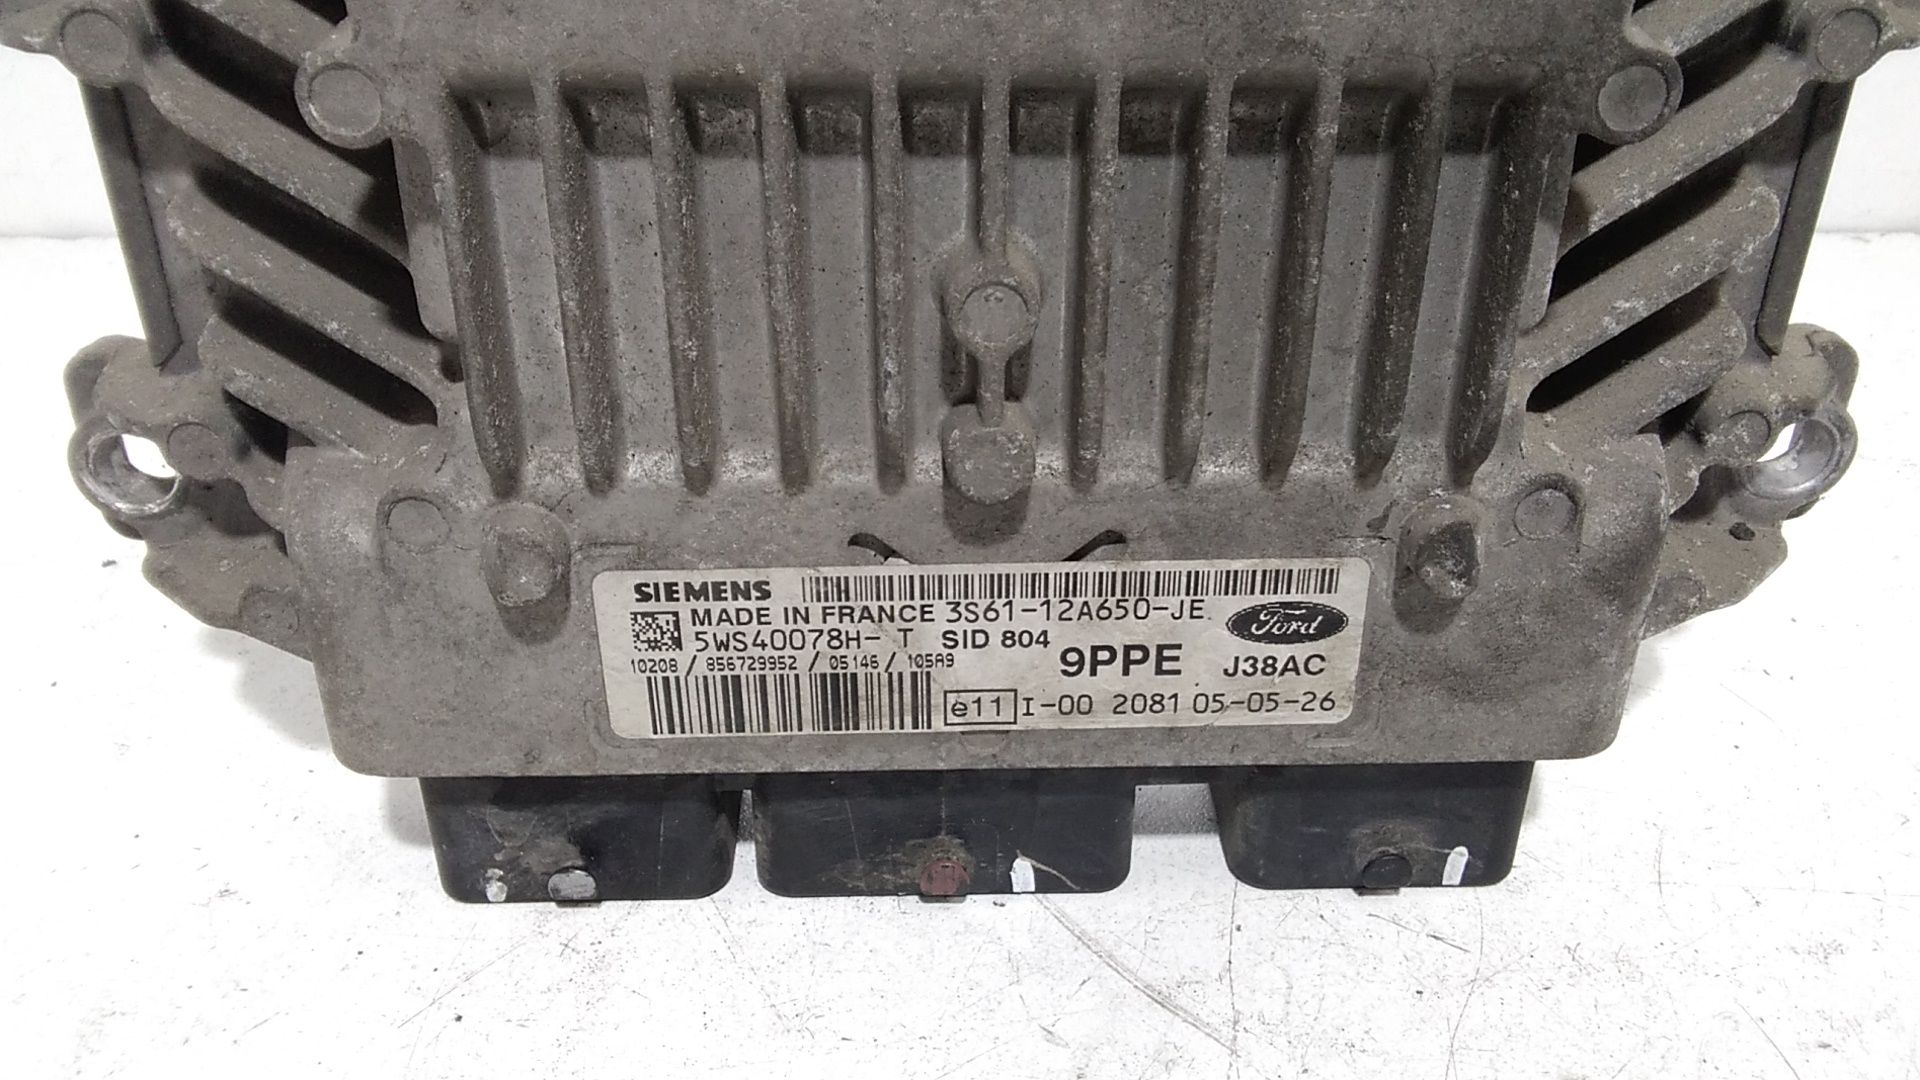 SIEMENS
MADE IN FRANCE 3S61-12A650-JE
Ford
5WS40078H- T SID 804
10208 / 856729952 / 05146 / 105A9
9PPE J38AC
e11 I-00 2081 05-05-26